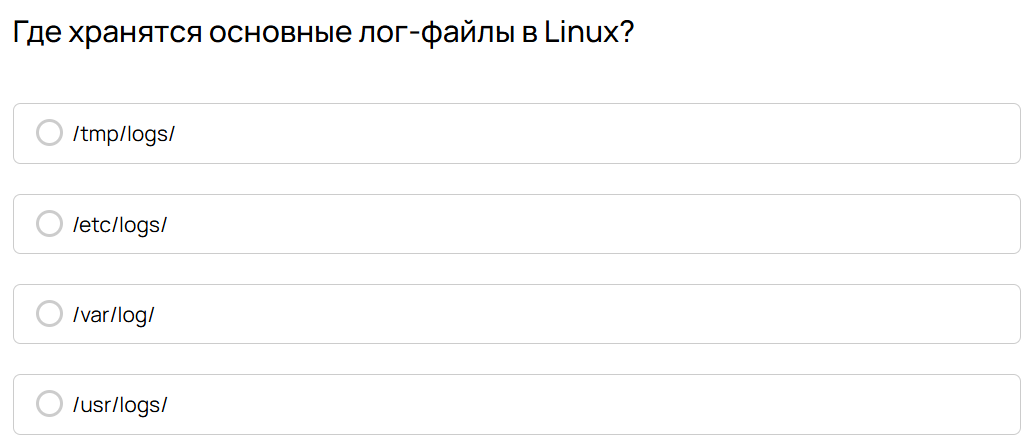 Где хранятся основные лог-файлы в Linux?
/tmp/logs/
/etc/logs/
/var/log/
/usr/logs/